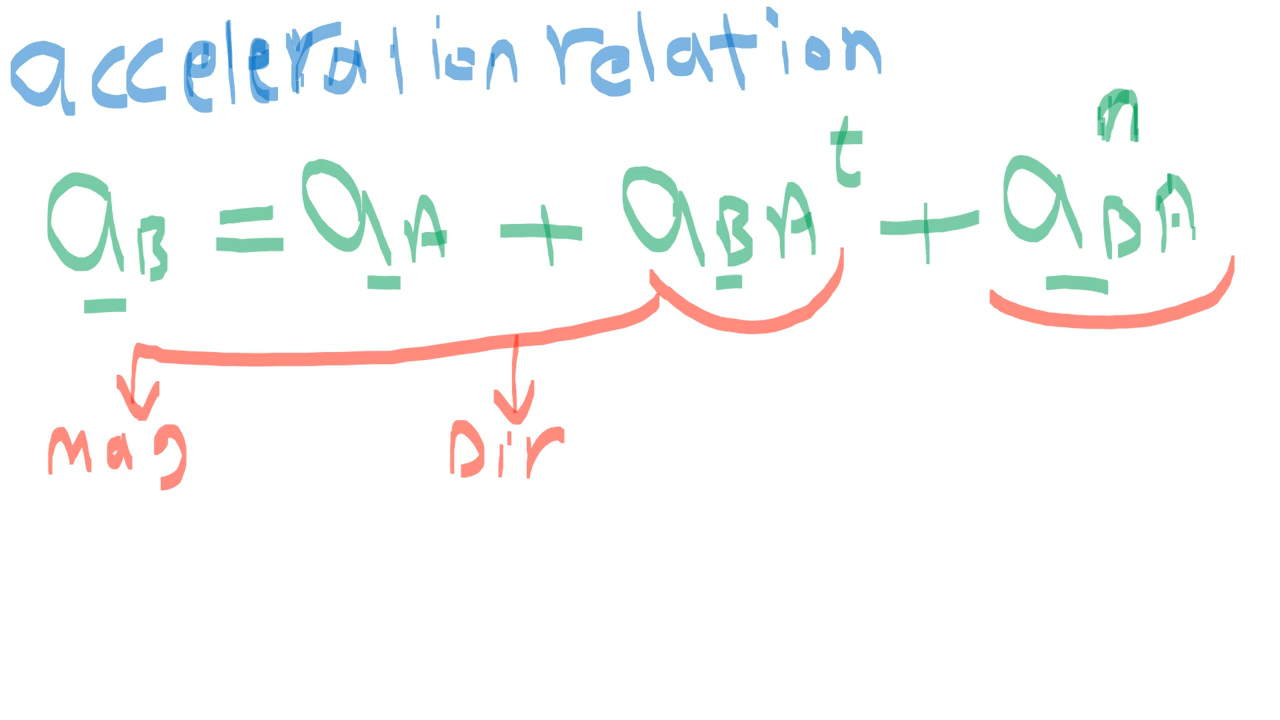 acceleration relation
a_B = a_A + a_BA^t + a_BA^n
Mag Dir